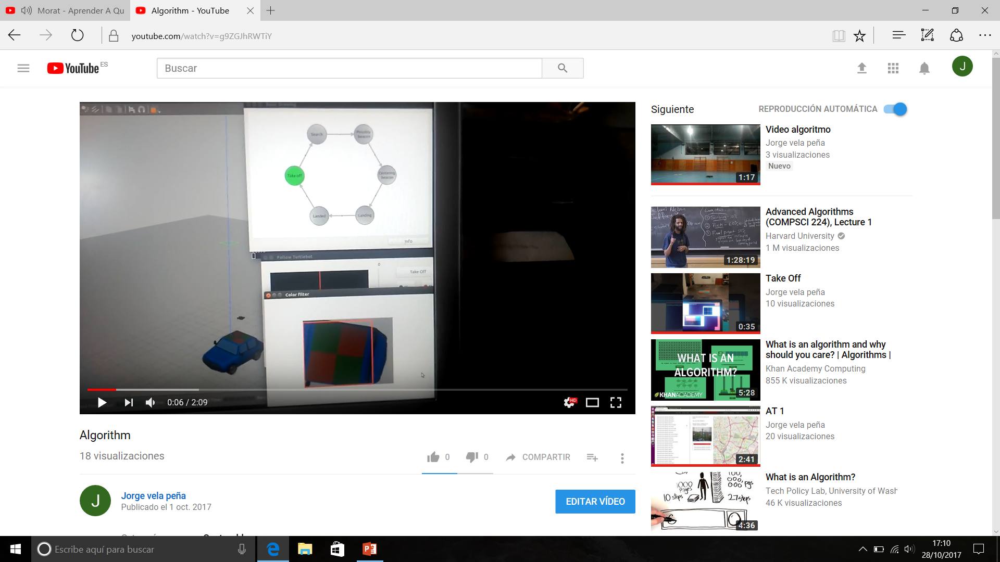 Morat - Aprender A Qu
Algorithm - YouTube
youtube.com/watch?v=g9ZGJhRWTiY
YouTube ES
Buscar
J
Search
Possibly beacon
Take off
Centering beacon
Landed
Landing
Info
Follow Turtlebot
0
Take Off
Color filter
0:06 / 2:09
HD
Algorithm
18 visualizaciones
0
0
COMPARTIR
J
Jorge vela peña
Publicado el 1 oct. 2017
EDITAR VÍDEO
Siguiente
REPRODUCCIÓN AUTOMÁTICA
1:17
Video algoritmo
Jorge vela peña
3 visualizaciones
Nuevo
1:28:19
Advanced Algorithms
(COMPSCI 224), Lecture 1
Harvard University
1 M visualizaciones
0:35
Take Off
Jorge vela peña
10 visualizaciones
WHAT IS AN
ALGORITHM?
KHANACADEMY
5:28
What is an algorithm and why
should you care? | Algorithms |
Khan Academy Computing
855 K visualizaciones
2:41
AT 1
Jorge vela peña
20 visualizaciones
1000
pages
10 steps
27 steps
4:36
What is an Algorithm?
Tech Policy Lab, University of Wash
46 K visualizaciones
Escribe aquí para buscar
17:10
28/10/2017